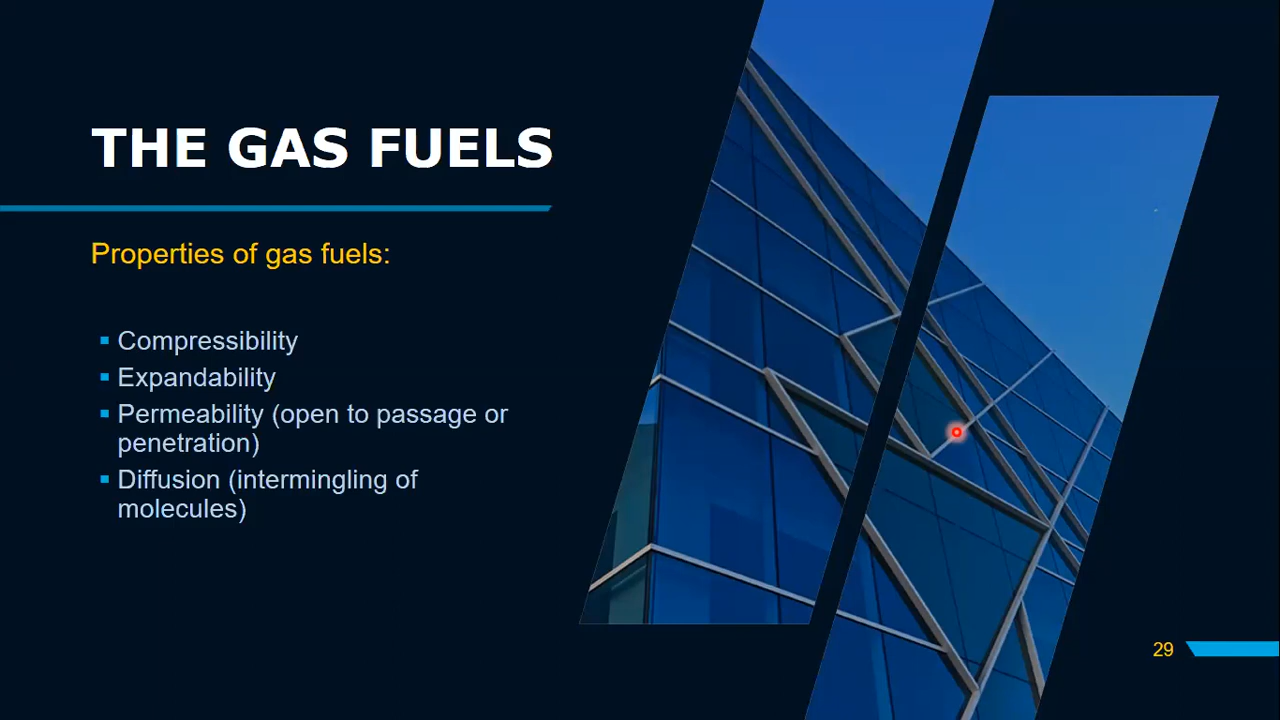 THE GAS FUELS
Properties of gas fuels:
▪ Compressibility
▪ Expandability
▪ Permeability (open to passage or
penetration)
▪ Diffusion (intermingling of
molecules)
29